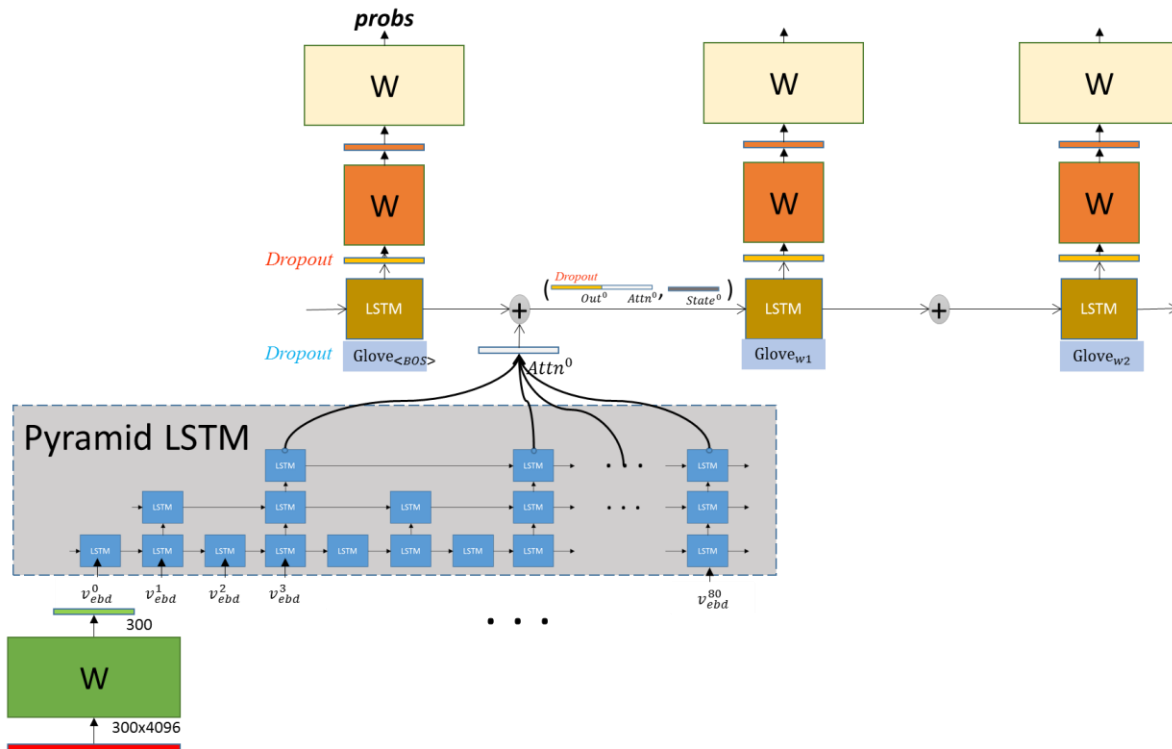 probs
W
W
W
W
W
W
Dropout
Dropout
( Out⁰ Attn⁰ , State⁰ )
LSTM
+
LSTM
+
LSTM
Dropout
Glove<BOS>
Glovew1
Glovew2
Attn⁰
Pyramid LSTM
LSTM
LSTM
. . .
LSTM
LSTM
LSTM
LSTM
LSTM
. . .
LSTM
LSTM
LSTM
LSTM
LSTM
LSTM
LSTM
LSTM
LSTM
LSTM
v⁰ebd
v¹ebd
v²ebd
v³ebd
v⁸⁰ebd
300
. . .
W
300x4096